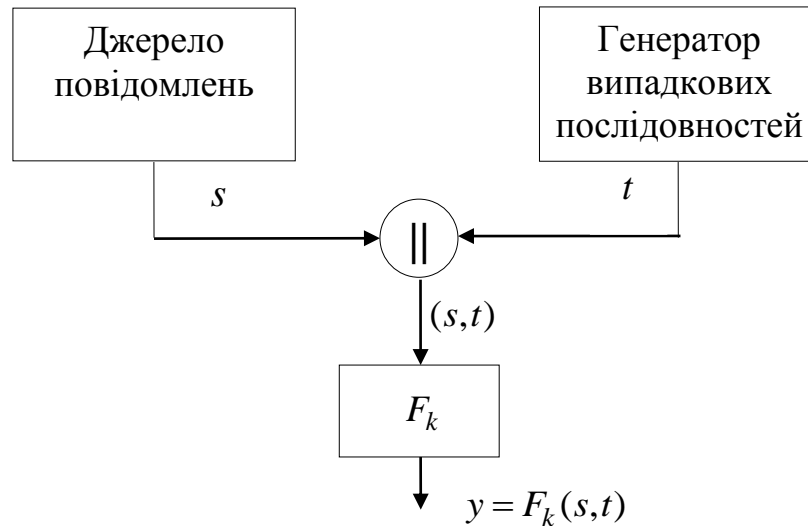 Джерело
повідомлень
Генератор
випадкових
послідовностей
s
t
||
(s,t)
F_k
y = F_k(s,t)